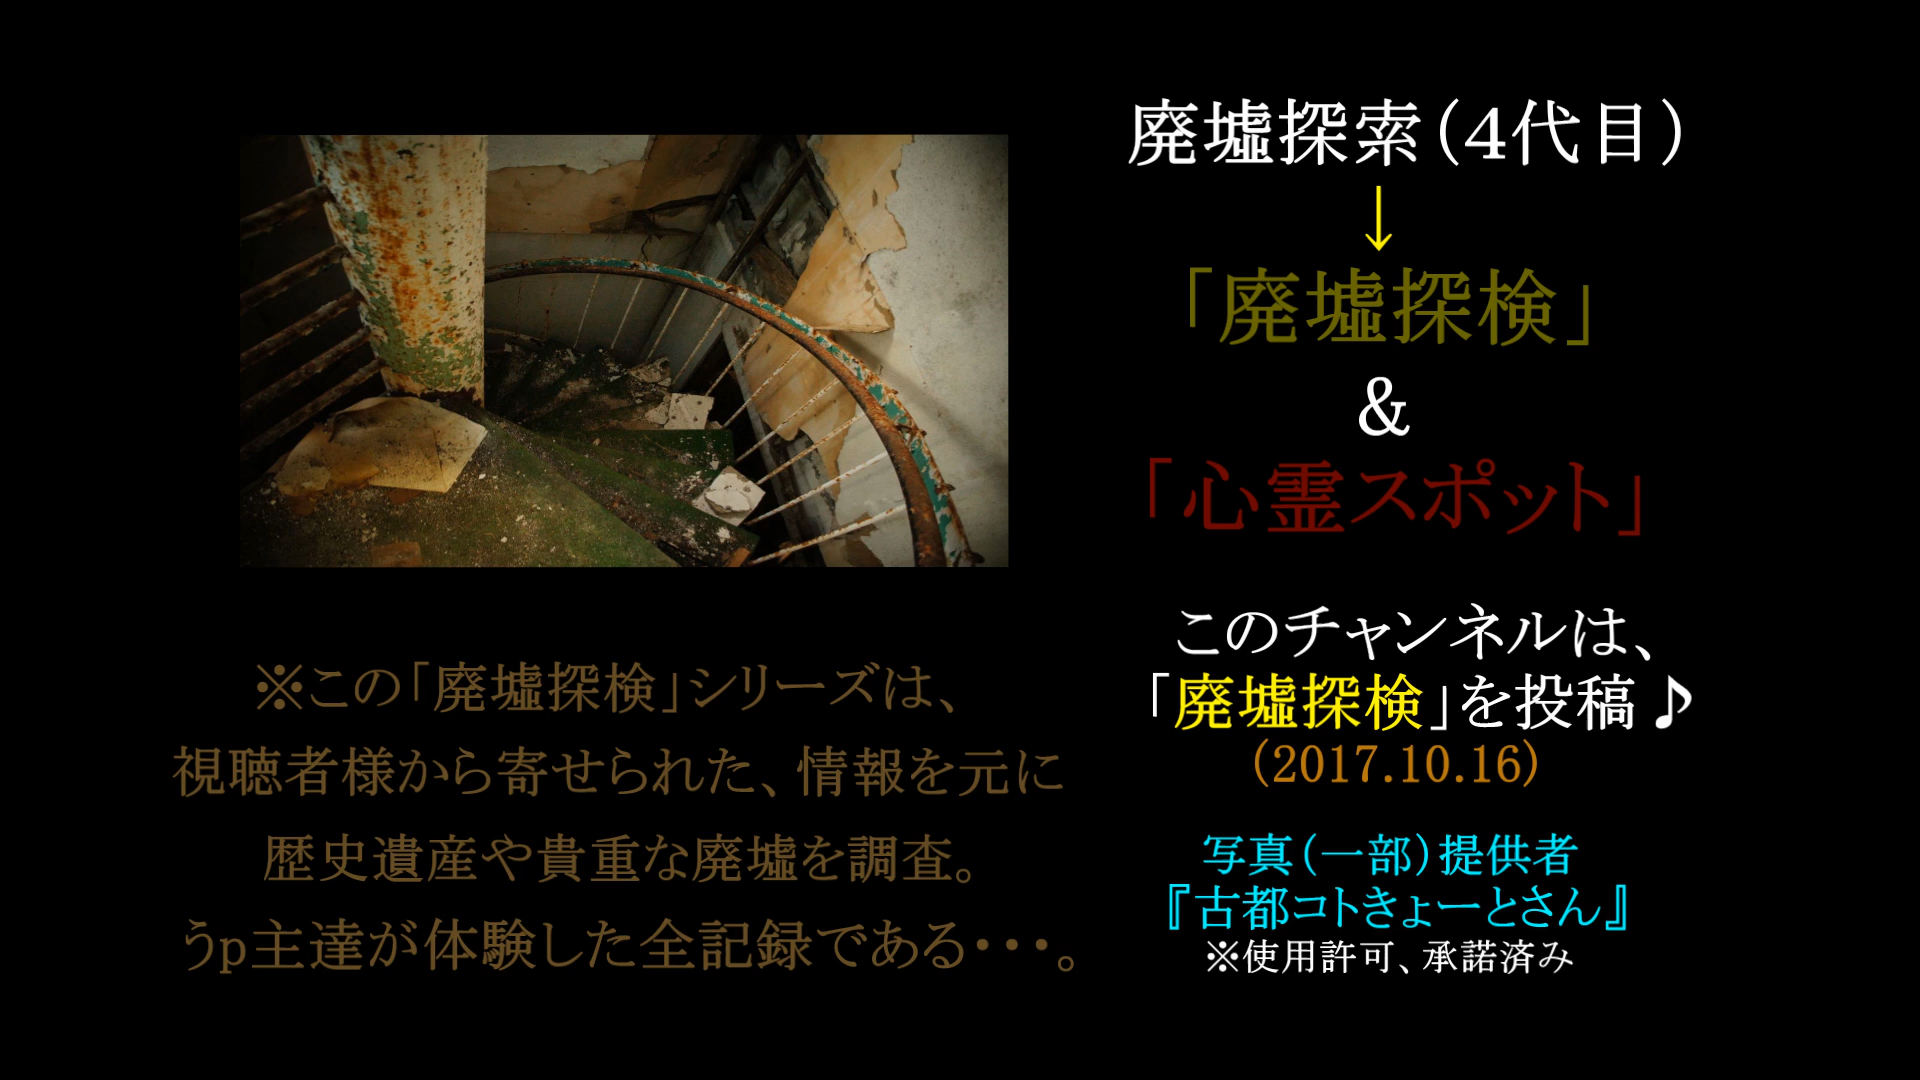 廃墟探索（4代目）
↓
「廃墟探検」
&
「心霊スポット」
このチャンネルは、
「廃墟探検」を投稿♪
（2017.10.16）
写真（一部）提供者
『古都コトきょーとさん』
※使用許可、承諾済み
※この「廃墟探検」シリーズは、
視聴者様から寄せられた、情報を元に
歴史遺産や貴重な廃墟を調査。
うp主達が体験した全記録である・・・。